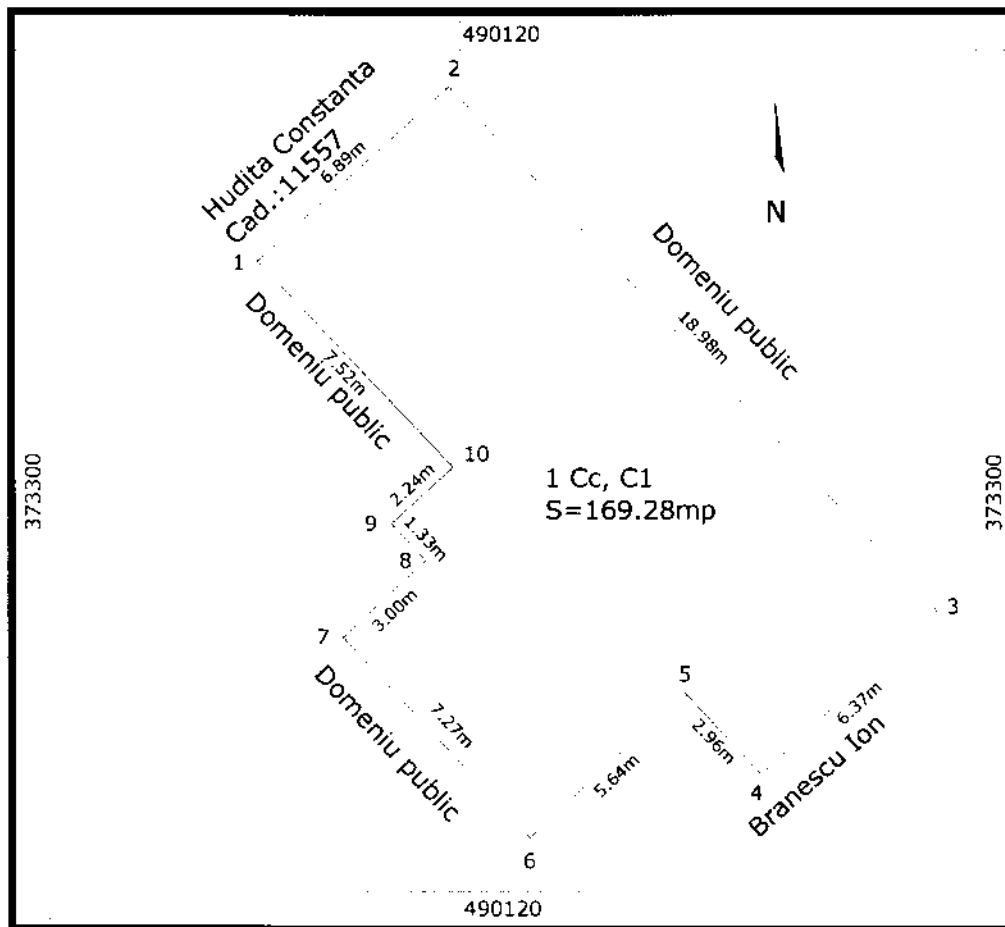 490120
2
Hudita Constanta
Cad.:11557
6.89m
N
1
Domeniu public
18.98m
Domeniu public
7.52m
10
373300
1 Cc, C1
S=169.28mp
373300
2.24m
9
1.33m
8
3.00m
3
7
5
6.37m
Domeniu public
7.27m
2.96m
Branescu Ion
5.64m
4
6
490120